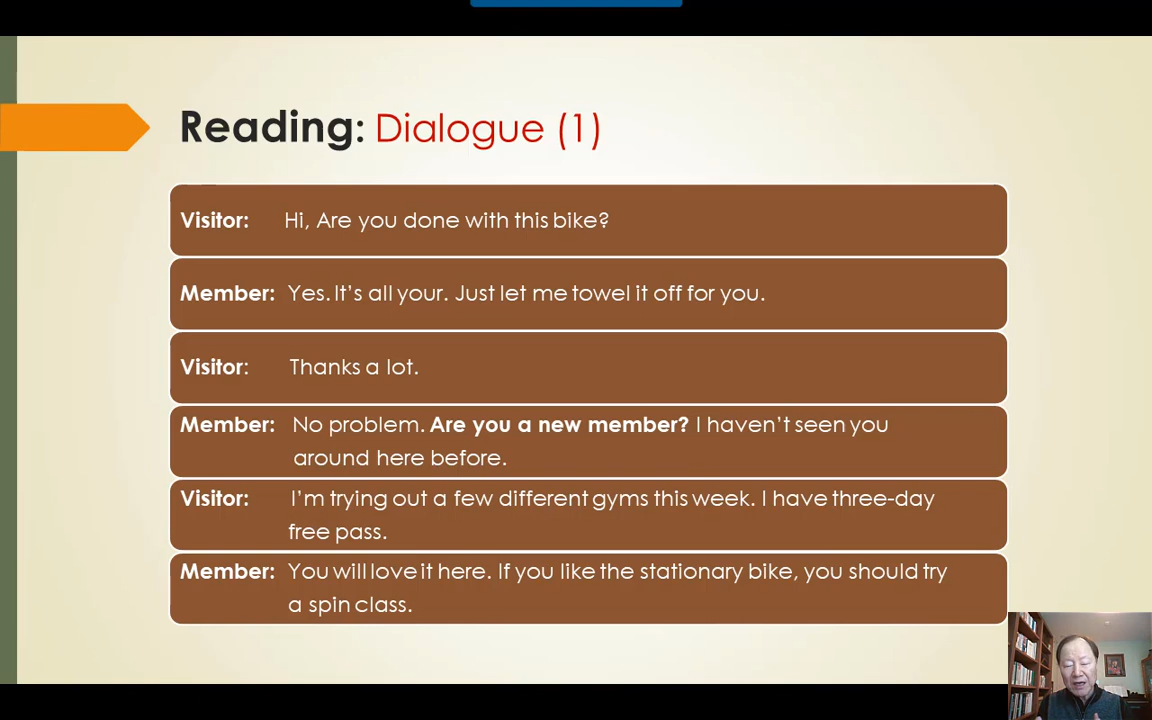 Reading: Dialogue (1)
Visitor: Hi, Are you done with this bike?
Member: Yes. It's all your. Just let me towel it off for you.
Visitor: Thanks a lot.
Member: No problem. Are you a new member? I haven't seen you
around here before.
Visitor: I'm trying out a few different gyms this week. I have three-day
free pass.
Member: You will love it here. If you like the stationary bike, you should try
a spin class.